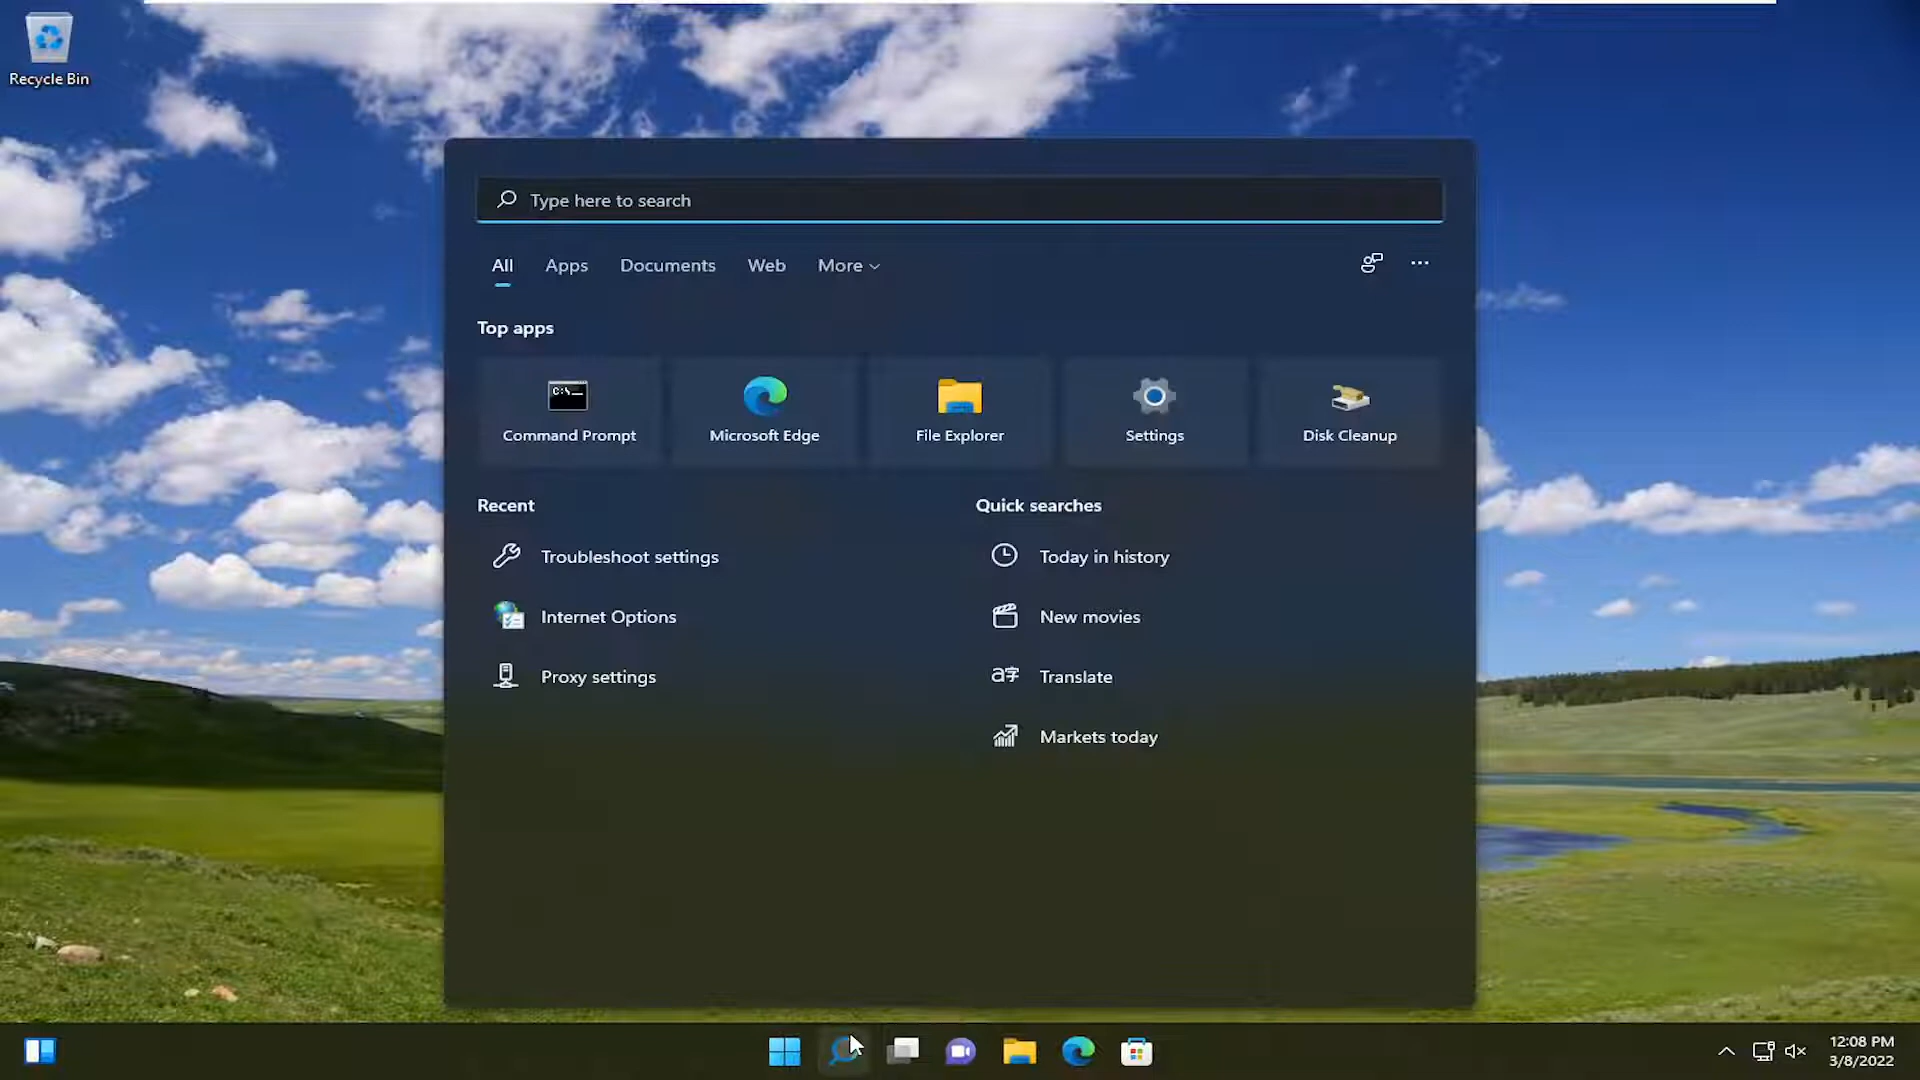 Recycle Bin
Type here to search
All Apps Documents Web More
Top apps
C:\
Command Prompt Microsoft Edge File Explorer Settings Disk Cleanup
Recent Quick searches
Troubleshoot settings Today in history
Internet Options New movies
a字
Proxy settings Translate
Markets today
12:08 PM
3/8/2022